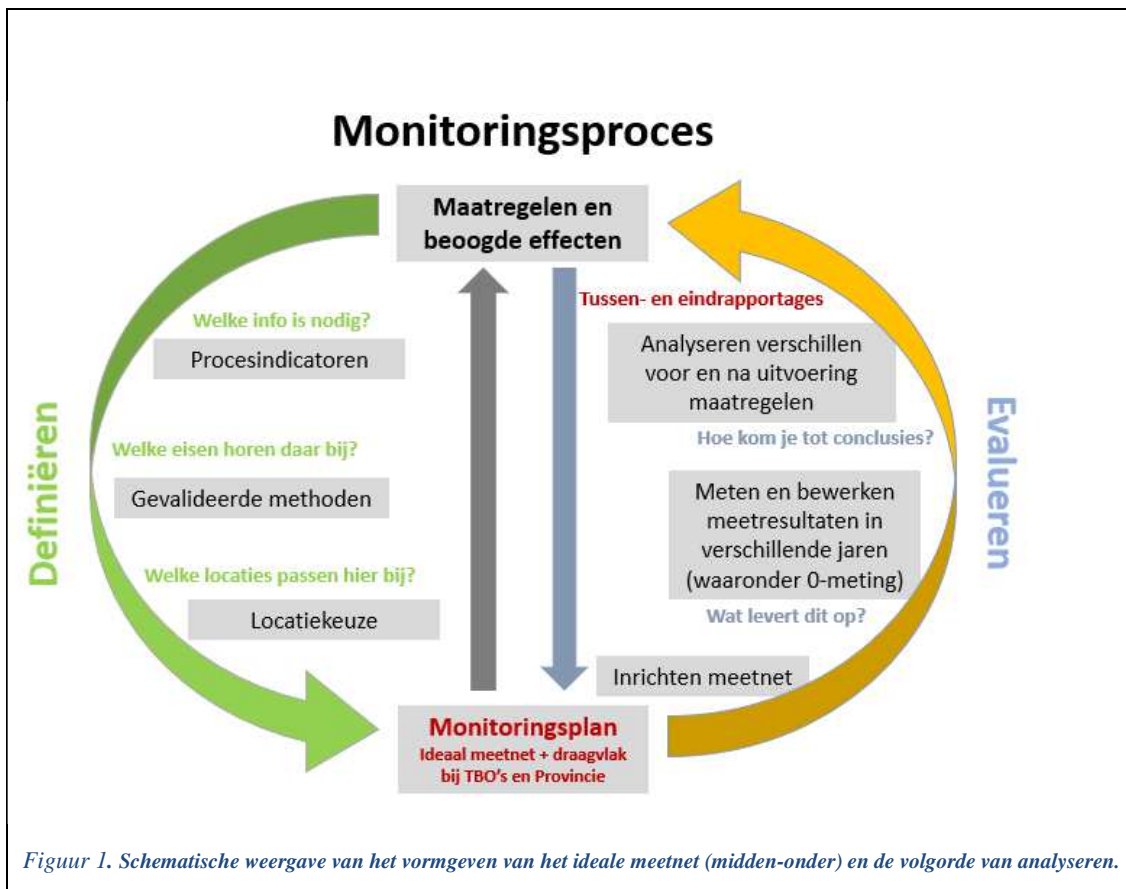 Monitoringsproces
Maatregelen en
beoogde effecten
Definiëren
Welke info is nodig?
Procesindicatoren
Welke eisen horen daar bij?
Gevalideerde methoden
Welke locaties passen hier bij?
Locatiekeuze
Monitoringsplan
Ideaal meetnet + draagvlak
bij TBO's en Provincie
Tussen- en eindrapportages
Analyseren verschillen
voor en na uitvoering
maatregelen
Hoe kom je tot conclusies?
Meten en bewerken
meetresultaten in
verschillende jaren
(waaronder 0-meting)
Wat levert dit op?
Inrichten meetnet
Evalueren
Figuur 1. Schematische weergave van het vormgeven van het ideale meetnet (midden-onder) en de volgorde van analyseren.